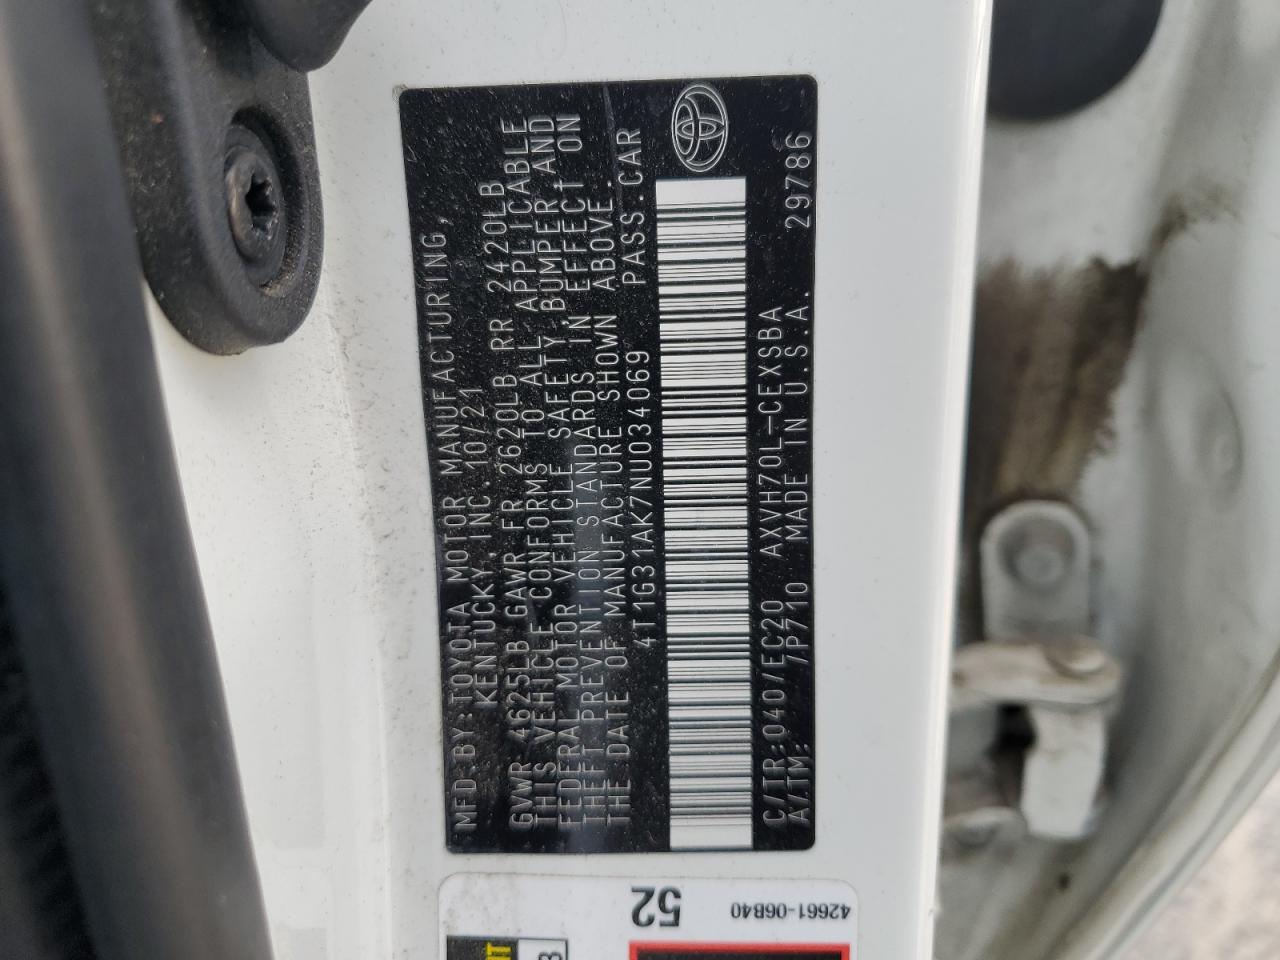 MFD.BY:TOYOTA MOTOR MANUFACTURING,
KENTUCKY, INC. 10/21
GVWR 4625LB GAWR FR 2620LB RR 2420LB
THIS VEHICLE CONFORMS TO ALL APPLICABLE
FEDERAL MOTOR VEHICLE SAFETY, BUMPER, AND
THEFT PREVENTION STANDARDS IN EFFECT ON
THE DATE OF MANUFACTURE SHOWN ABOVE.
4T1G31AK7NU034069 PASS.CAR
C/TR:040/EC20 AXVH70L-CEXSBA
A/TM: /P710 MADE IN U.S.A. 29786
52
42661-06B40